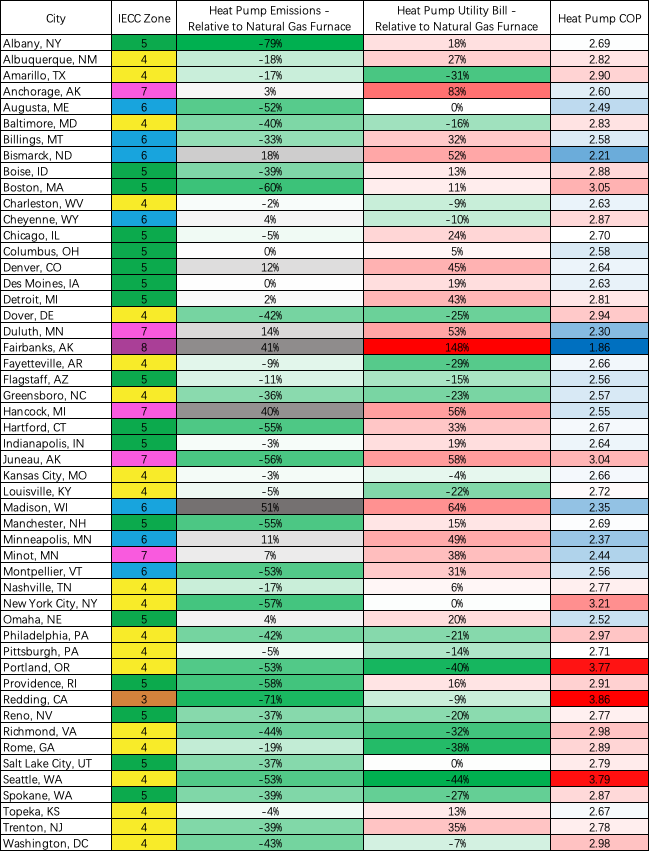 City IECC Zone Heat Pump Emissions – Relative to Natural Gas Furnace Heat Pump Utility Bill – Relative to Natural Gas Furnace Heat Pump COP
Albany, NY 5 -79% 18% 2.69
Albuquerque, NM 4 -18% 27% 2.82
Amarillo, TX 4 -17% -31% 2.90
Anchorage, AK 7 3% 83% 2.60
Augusta, ME 6 -52% 0% 2.49
Baltimore, MD 4 -40% -16% 2.83
Billings, MT 6 -33% 32% 2.58
Bismarck, ND 6 18% 52% 2.21
Boise, ID 5 -39% 13% 2.88
Boston, MA 5 -60% 11% 3.05
Charleston, WV 4 -2% -9% 2.63
Cheyenne, WY 6 4% -10% 2.87
Chicago, IL 5 -5% 24% 2.70
Columbus, OH 5 0% 5% 2.58
Denver, CO 5 12% 45% 2.64
Des Moines, IA 5 0% 19% 2.63
Detroit, MI 5 2% 43% 2.81
Dover, DE 4 -42% -25% 2.94
Duluth, MN 7 14% 53% 2.30
Fairbanks, AK 8 41% 148% 1.86
Fayetteville, AR 4 -9% -29% 2.66
Flagstaff, AZ 5 -11% -15% 2.56
Greensboro, NC 4 -36% -23% 2.57
Hancock, MI 7 40% 56% 2.55
Hartford, CT 5 -55% 33% 2.67
Indianapolis, IN 5 -3% 19% 2.64
Juneau, AK 7 -56% 58% 3.04
Kansas City, MO 4 -3% -4% 2.66
Louisville, KY 4 -5% -22% 2.72
Madison, WI 6 51% 64% 2.35
Manchester, NH 5 -55% 15% 2.69
Minneapolis, MN 6 11% 49% 2.37
Minot, MN 7 7% 38% 2.44
Montpellier, VT 6 -53% 31% 2.56
Nashville, TN 4 -17% 6% 2.77
New York City, NY 4 -57% 0% 3.21
Omaha, NE 5 4% 20% 2.52
Philadelphia, PA 4 -42% -21% 2.97
Pittsburgh, PA 4 -5% -14% 2.71
Portland, OR 4 -53% -40% 3.77
Providence, RI 5 -58% 16% 2.91
Redding, CA 3 -71% -9% 3.86
Reno, NV 5 -37% -20% 2.77
Richmond, VA 4 -44% -32% 2.98
Rome, GA 4 -19% -38% 2.89
Salt Lake City, UT 5 -37% 0% 2.79
Seattle, WA 4 -53% -44% 3.79
Spokane, WA 5 -39% -27% 2.87
Topeka, KS 4 -4% 13% 2.67
Trenton, NJ 4 -39% 35% 2.78
Washington, DC 4 -43% -7% 2.98